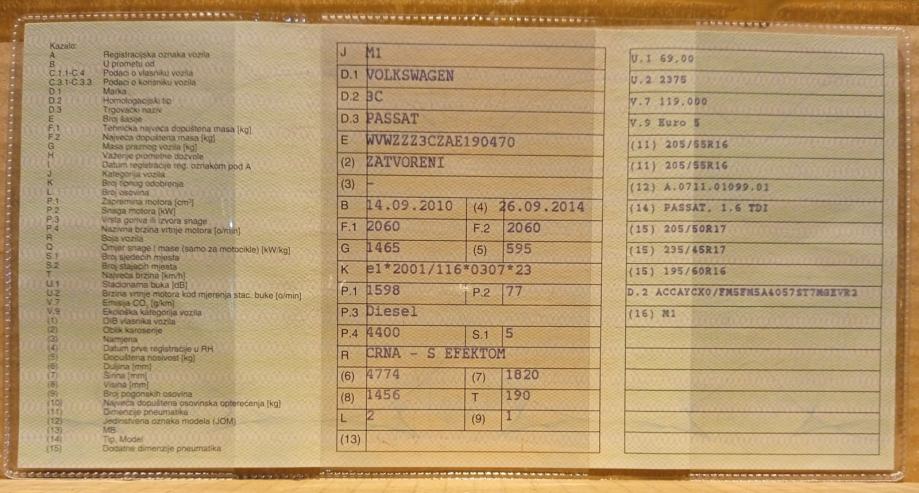 Kazalo:
A Registracijska oznaka vozila
B U prometu od
C.1.1-C.4 Podaci o vlasniku vozila
C.3.1-C.3.3 Podaci o korisniku vozila
D.1 Marka
D.2 Homologacijski tip
D.3 Trgovački naziv
E Broj šasije
F.1 Tehnička najveća dopuštena masa [kg]
F.2 Najveća dopuštena masa [kg]
G Masa praznog vozila [kg]
H Važenje prometne dozvole
I Datum registracije reg. oznakom pod A
J Kategorija vozila
K Broj tipnog odobrenja
L Broj osovina
P.1 Zapremina motora [cm³]
P.2 Snaga motora [kW]
P.3 Vrsta goriva ili izvora snage
P.4 Nazivna brzina vrtnje motora [o/min]
R Boja vozila
Q Omjer snage i mase (samo za motocikle) [kW/kg]
S.1 Broj sjedećih mjesta
S.2 Broj stajaćih mjesta
T Najveća brzina [km/h]
U.1 Stacionarna buka [dB]
U.2 Brzina vrtnje motora kod mjerenja stac. buke [o/min]
V.7 Emisija CO₂ [g/km]
V.9 Ekološka kategorija vozila
(1) OIB vlasnika vozila
(2) Oblik karoserije
(3) Namjena
(4) Datum prve registracije u RH
(5) Dopuštena nosivost [kg]
(6) Duljina [mm]
(7) Širina [mm]
(8) Visina [mm]
(9) Broj pogonskih osovina
(10) Najveća dopuštena osovinska opterećenja [kg]
(11) Dimenzije pneumatika
(12) Jedinstvena oznaka modela (JOM)
(13) MB
(14) Tip, Model
(15) Dodatne dimenzije pneumatika
J M1
D.1 VOLKSWAGEN
D.2 3C
D.3 PASSAT
E WVWZZZ3CZAE190470
(2) ZATVORENI
(3) –
B 14.09.2010 (4) 26.09.2014
F.1 2060 F.2 2060
G 1465 (5) 595
K e1*2001/116*0307*23
P.1 1598 P.2 77
P.3 Diesel
P.4 4400 S.1 5
R CRNA - S EFEKTOM
(6) 4774 (7) 1820
(8) 1456 T 190
L 2 (9) 1
(13)
U.1 69,00
U.2 2375
V.7 119,000
V.9 Euro 5
(11) 205/55R16
(11) 205/55R16
(12) A.0711.01099.01
(14) PASSAT, 1.6 TDI
(15) 205/50R17
(15) 235/45R17
(15) 195/60R16
D.2
(16) M1